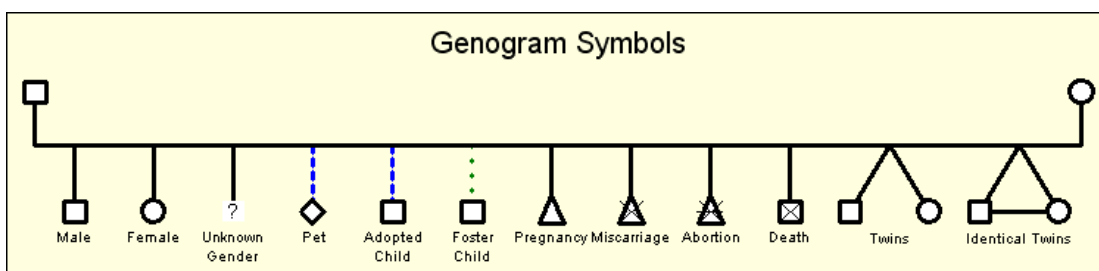 Genogram Symbols
?
Male Female Unknown Pet Adopted Foster Pregnancy Miscarriage Abortion Death Twins Identical Twins
Gender Child Child